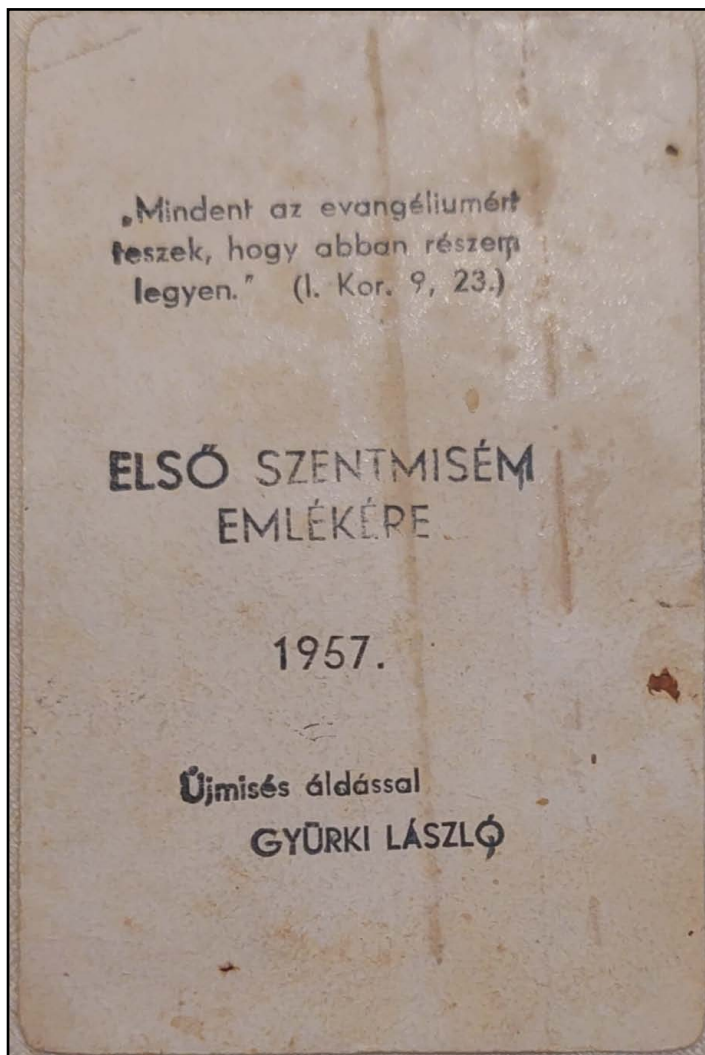 „Mindent az evangéliumért
teszek, hogy abban részem
legyen." (I. Kor. 9, 23.)
ELSŐ SZENTMISÉM
EMLÉKÉRE
1957.
Újmisés áldással
GYÜRKI LÁSZLÓ